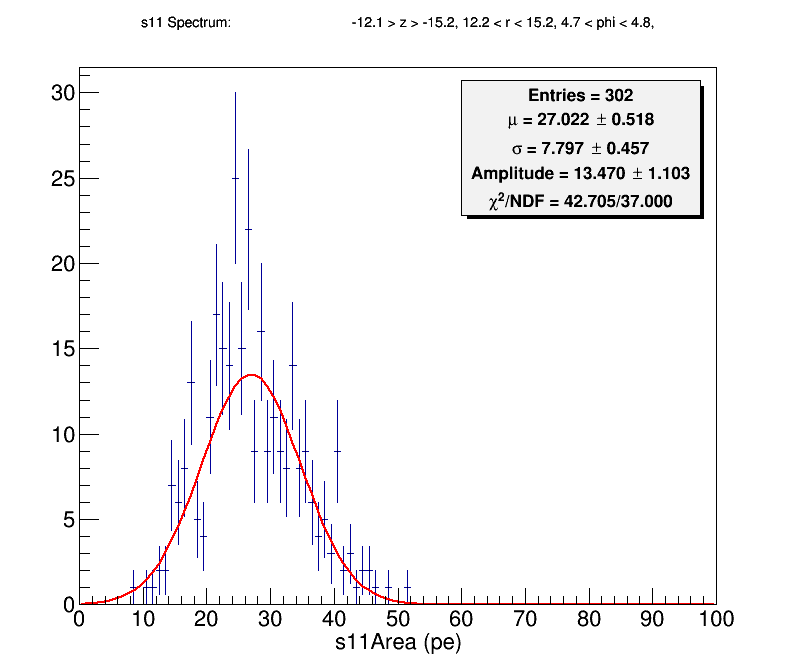 s11 Spectrum: -12.1 > z > -15.2, 12.2 < r < 15.2, 4.7 < phi < 4.8,
Entries = 302
μ = 27.022 ± 0.518
σ = 7.797 ± 0.457
Amplitude = 13.470 ± 1.103
χ²/NDF = 42.705/37.000
30
25
20
15
10
5
0
0 10 20 30 40 50 60 70 80 90 100
s11Area (pe)